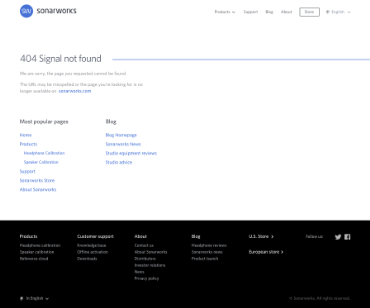 SW sonarworks
Products Support Blog About Store English
404 Signal not found
We are sorry, the page you requested cannot be found.
The URL may be misspelled or the page you're looking for is no
longer available on sonarworks.com
Most popular pages
Blog
Home
Blog Homepage
Products
Sonarworks News
Headphone Calibration
Studio equipment reviews
Speaker Calibration
Studio advice
Support
Sonarworks Store
About Sonarworks
Products
Customer support
About
Blog
U.S. Store
Follow us:
Headphone calibration
Knowledge base
Contact us
Headphone reviews
Speaker calibration
Offline activation
About Sonarworks
Sonarworks news
European store
Reference cloud
Downloads
Distributors
Product launch
Investor relations
News
Privacy policy
In English
© Sonarworks. All rights reserved.